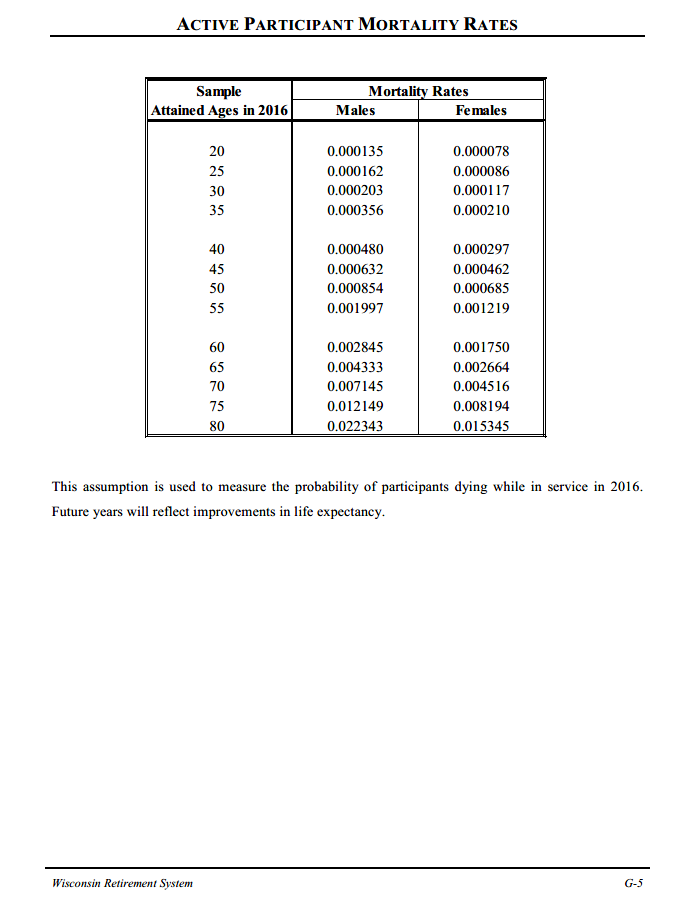 ACTIVE PARTICIPANT MORTALITY RATES
Sample Mortality Rates
Attained Ages in 2016 Males Females
20 0.000135 0.000078
25 0.000162 0.000086
30 0.000203 0.000117
35 0.000356 0.000210
40 0.000480 0.000297
45 0.000632 0.000462
50 0.000854 0.000685
55 0.001997 0.001219
60 0.002845 0.001750
65 0.004333 0.002664
70 0.007145 0.004516
75 0.012149 0.008194
80 0.022343 0.015345
This assumption is used to measure the probability of participants dying while in service in 2016.
Future years will reflect improvements in life expectancy.
Wisconsin Retirement System G-5